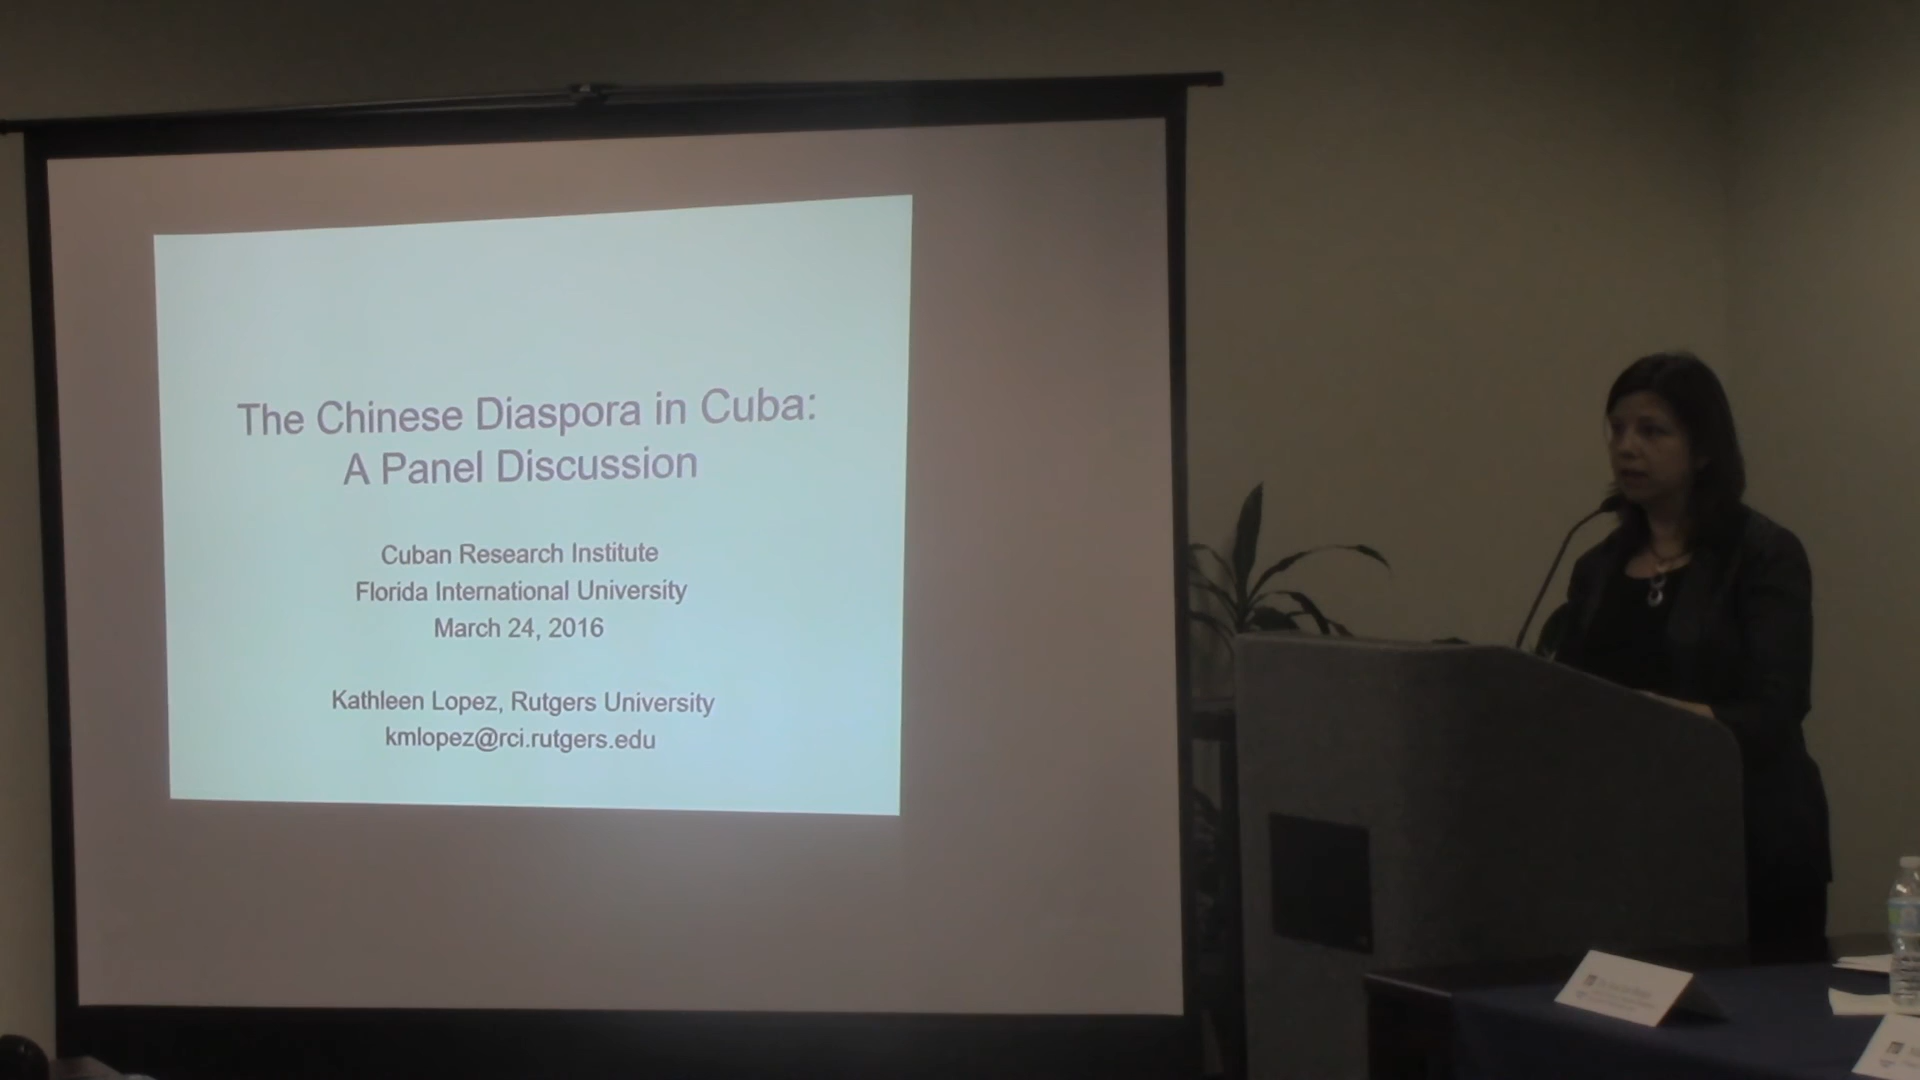 The Chinese Diaspora in Cuba:
A Panel Discussion
Cuban Research Institute
Florida International University
March 24, 2016
Kathleen Lopez, Rutgers University
kmlopez@rci.rutgers.edu